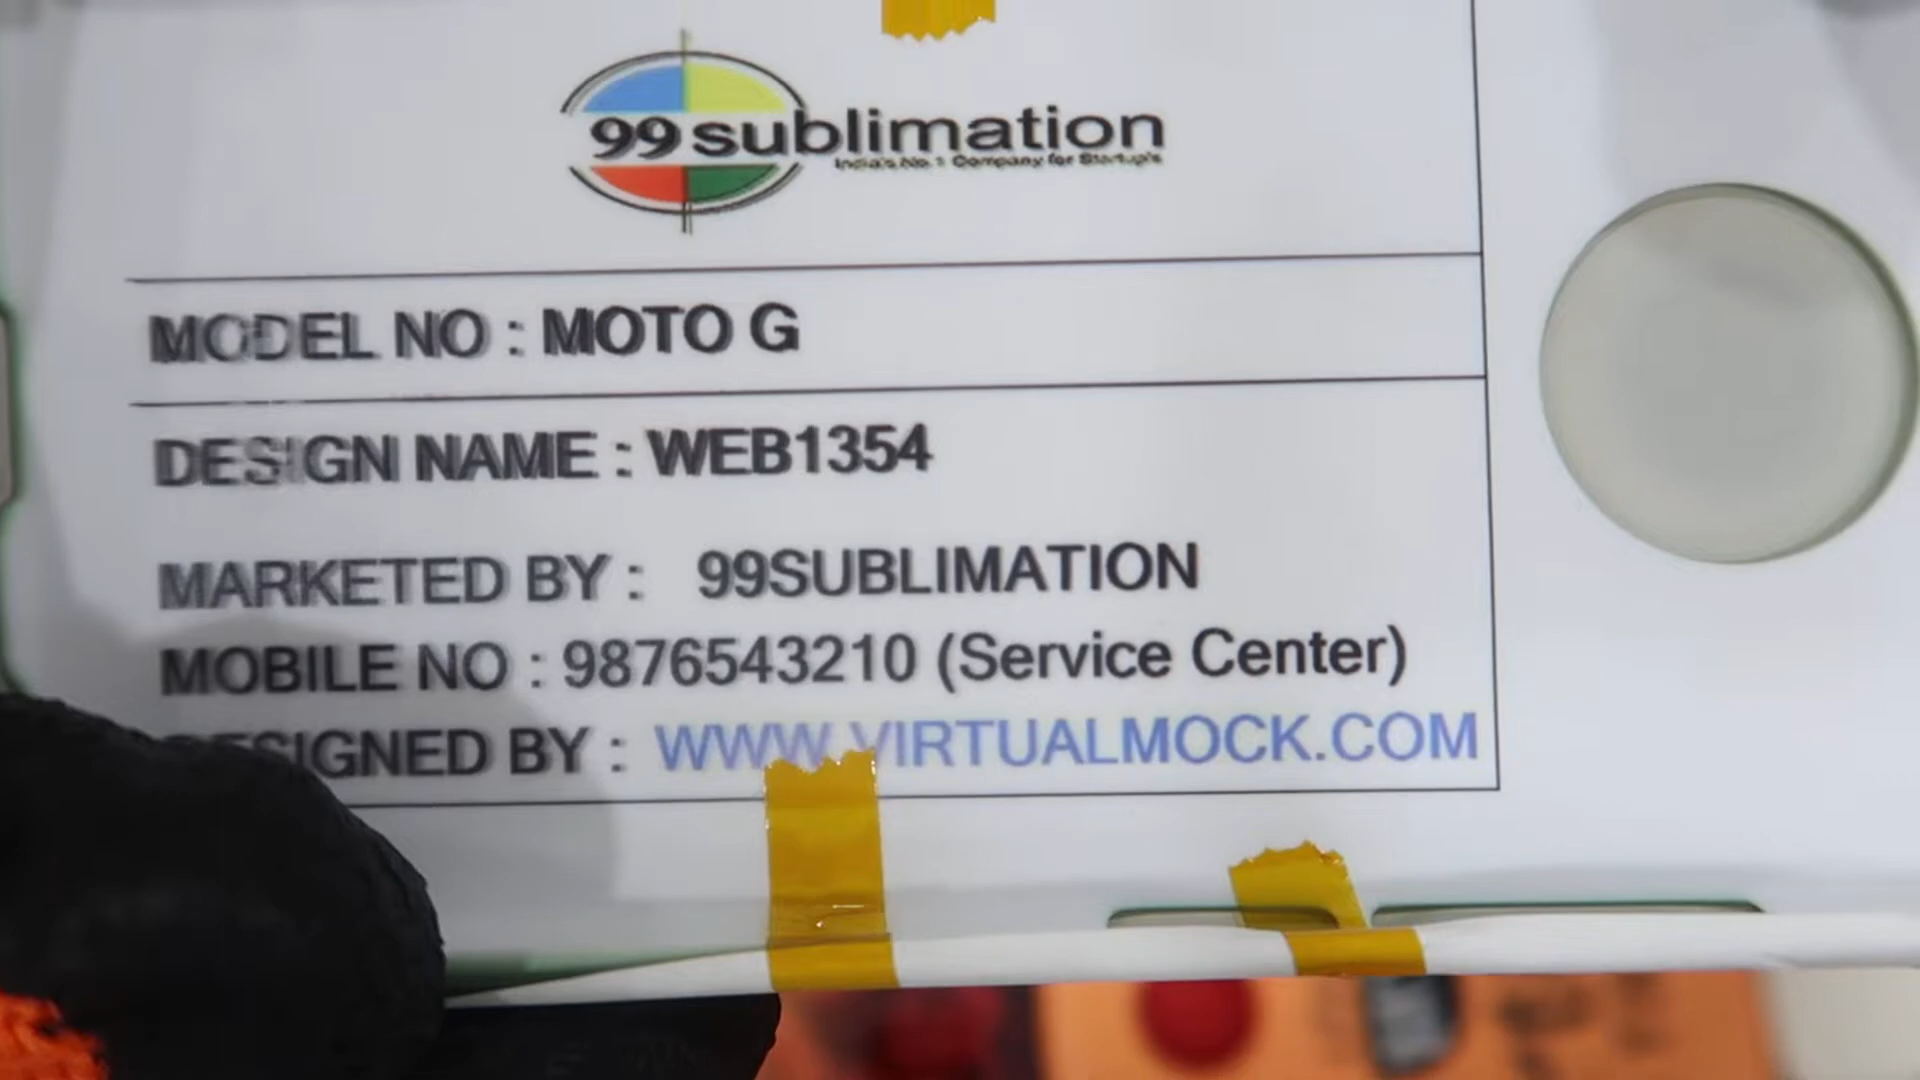 99sublimation
India's No. 1 Company for Startup's
MODEL NO : MOTO G
DESIGN NAME : WEB1354
MARKETED BY : 99SUBLIMATION
MOBILE NO : 9876543210 (Service Center)
DESIGNED BY : WWW.VIRTUALMOCK.COM